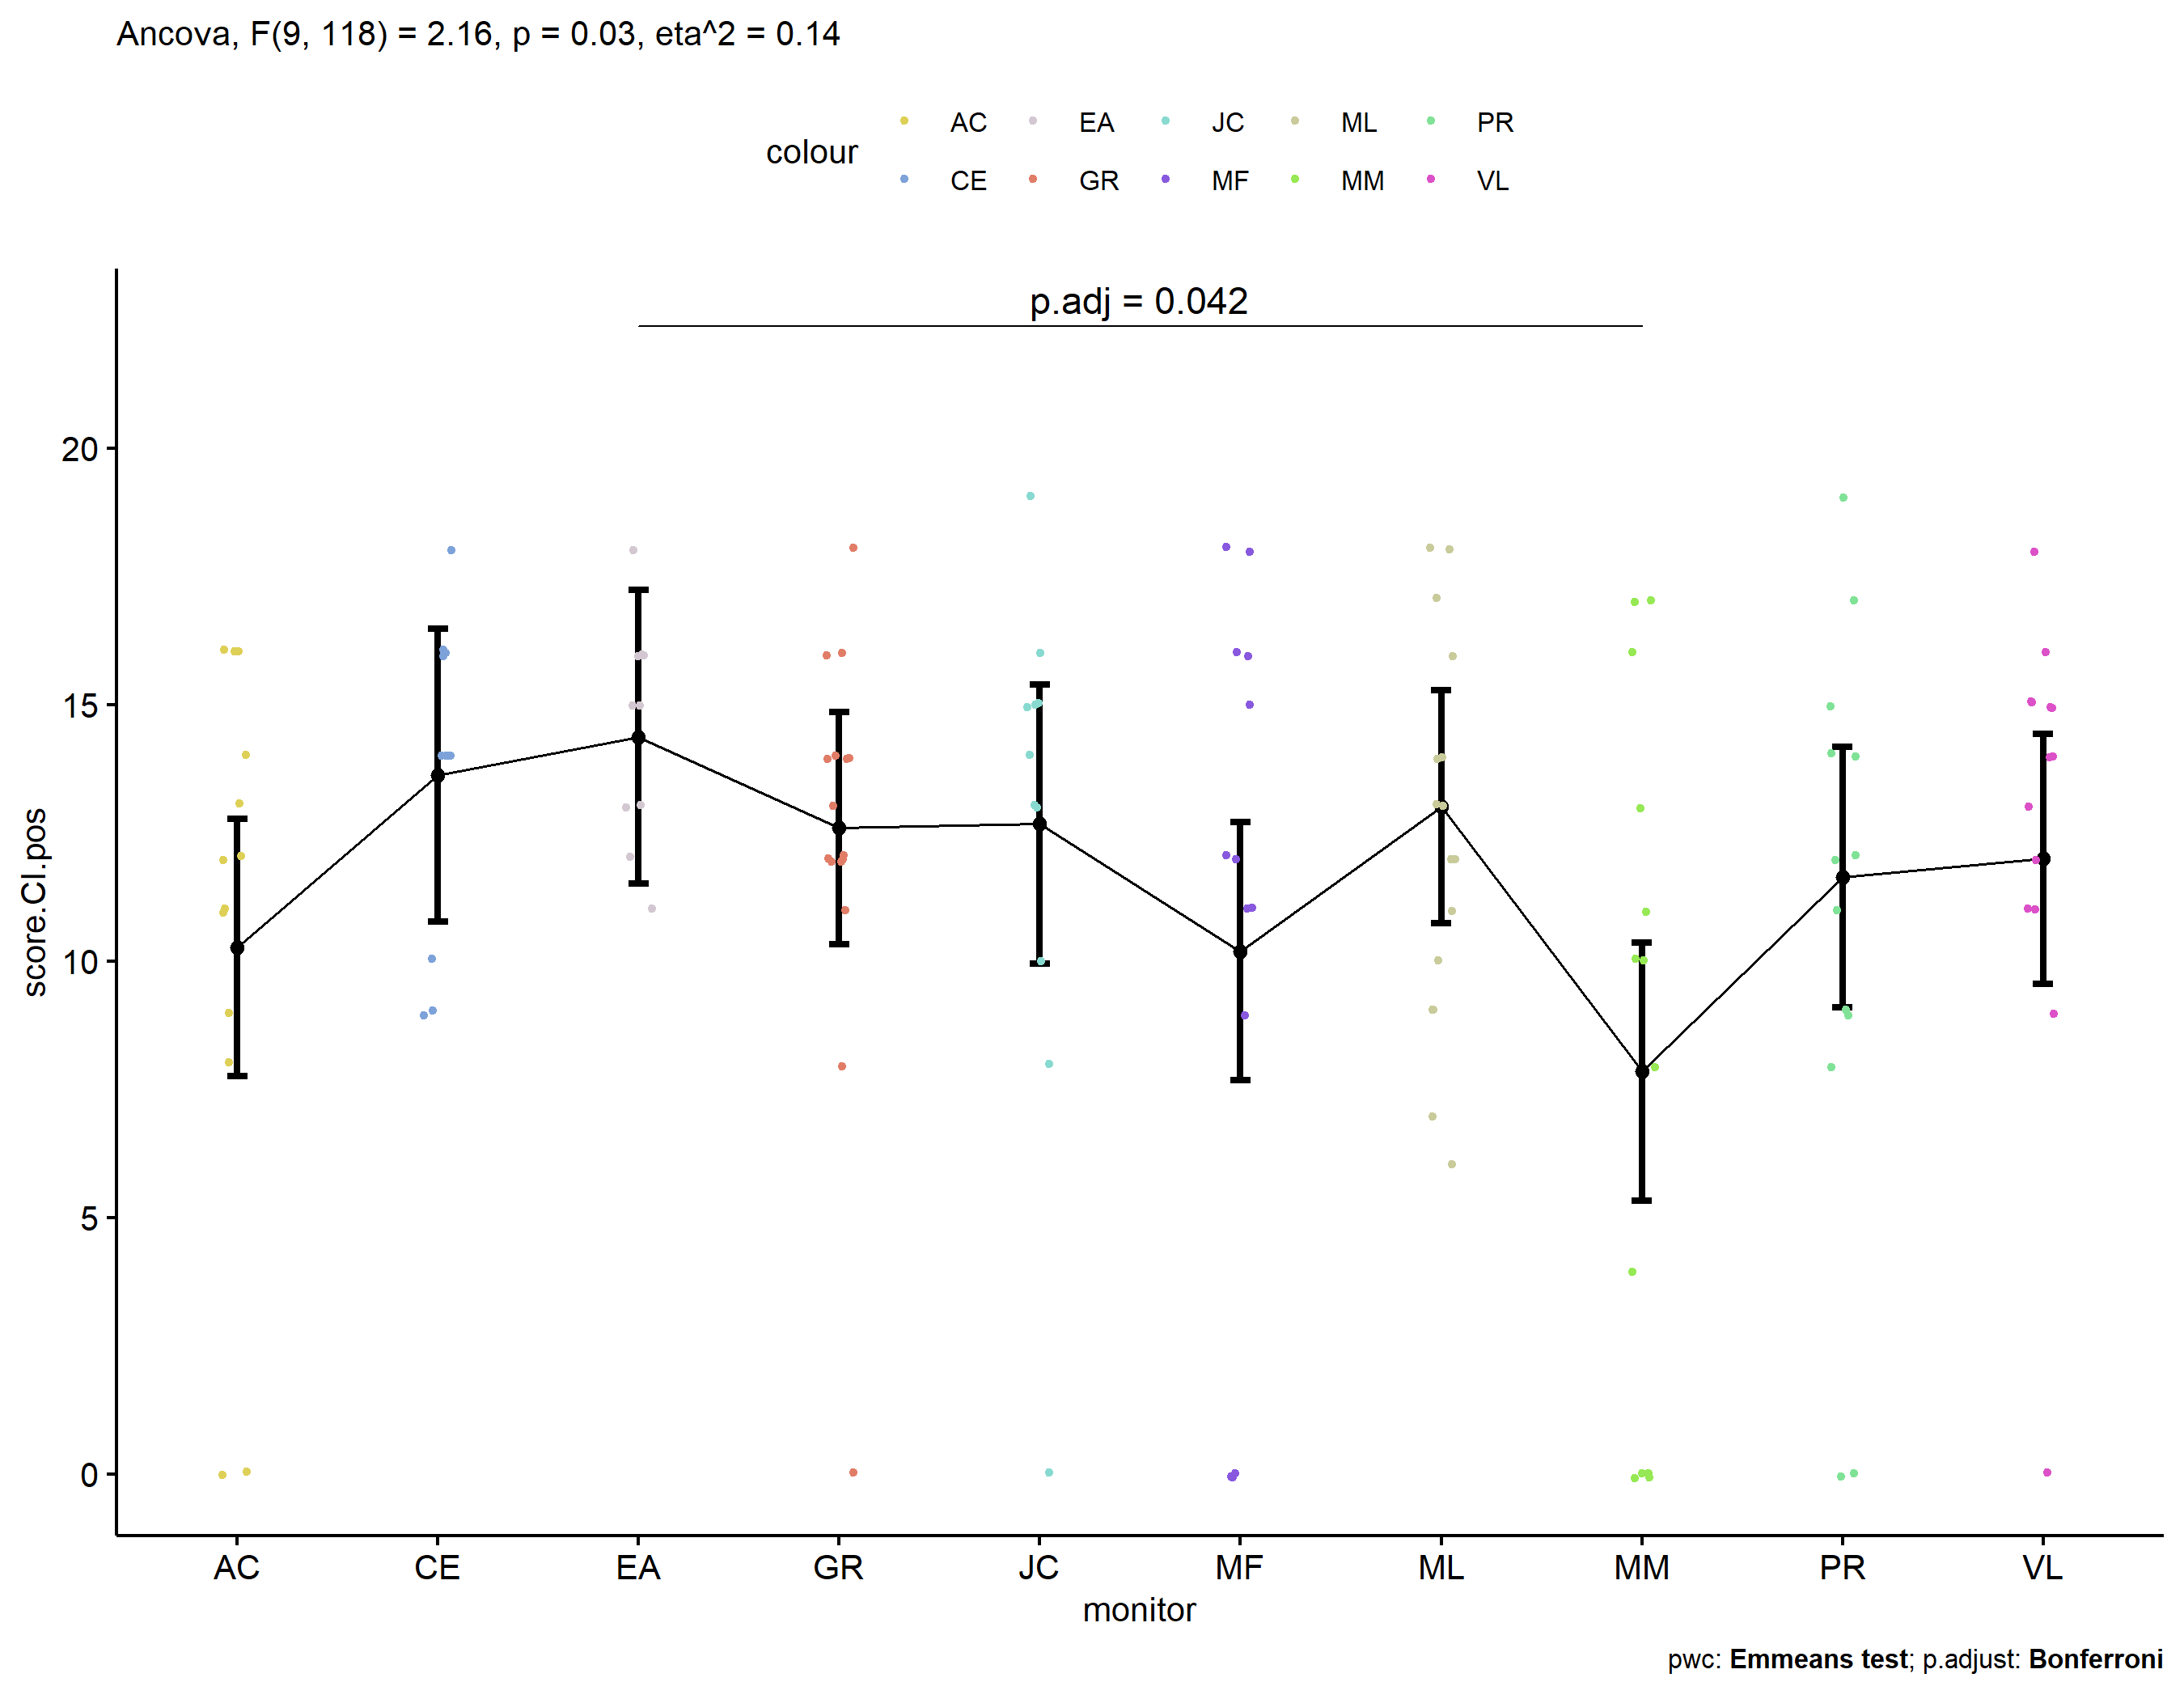 Ancova, F(9, 118) = 2.16, p = 0.03, eta^2 = 0.14
colour
AC EA JC ML PR
CE GR MF MM VL
p.adj = 0.042
20
15
10
5
0
score.CI.pos
AC CE EA GR JC MF ML MM PR VL
monitor
pwc: Emmeans test; p.adjust: Bonferroni